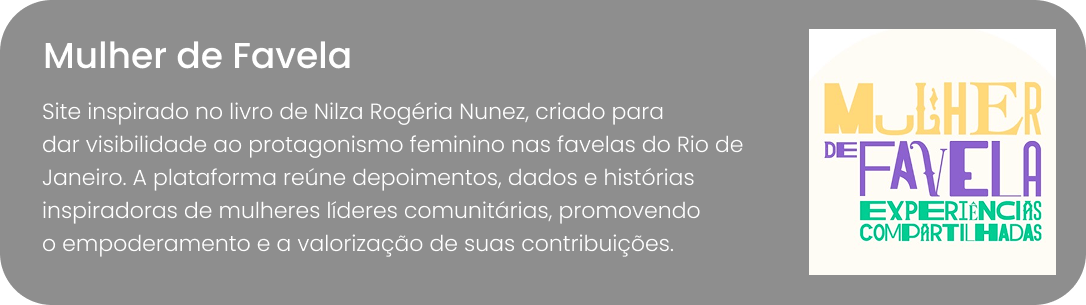 Mulher de Favela
Site inspirado no livro de Nilza Rogéria Nunez, criado para
dar visibilidade ao protagonismo feminino nas favelas do Rio de
Janeiro. A plataforma reúne depoimentos, dados e histórias
inspiradoras de mulheres líderes comunitárias, promovendo
o empoderamento e a valorização de suas contribuições.
MULHER
DE FAVELA
EXPERIÊNCIAS
COMPARTILHADAS